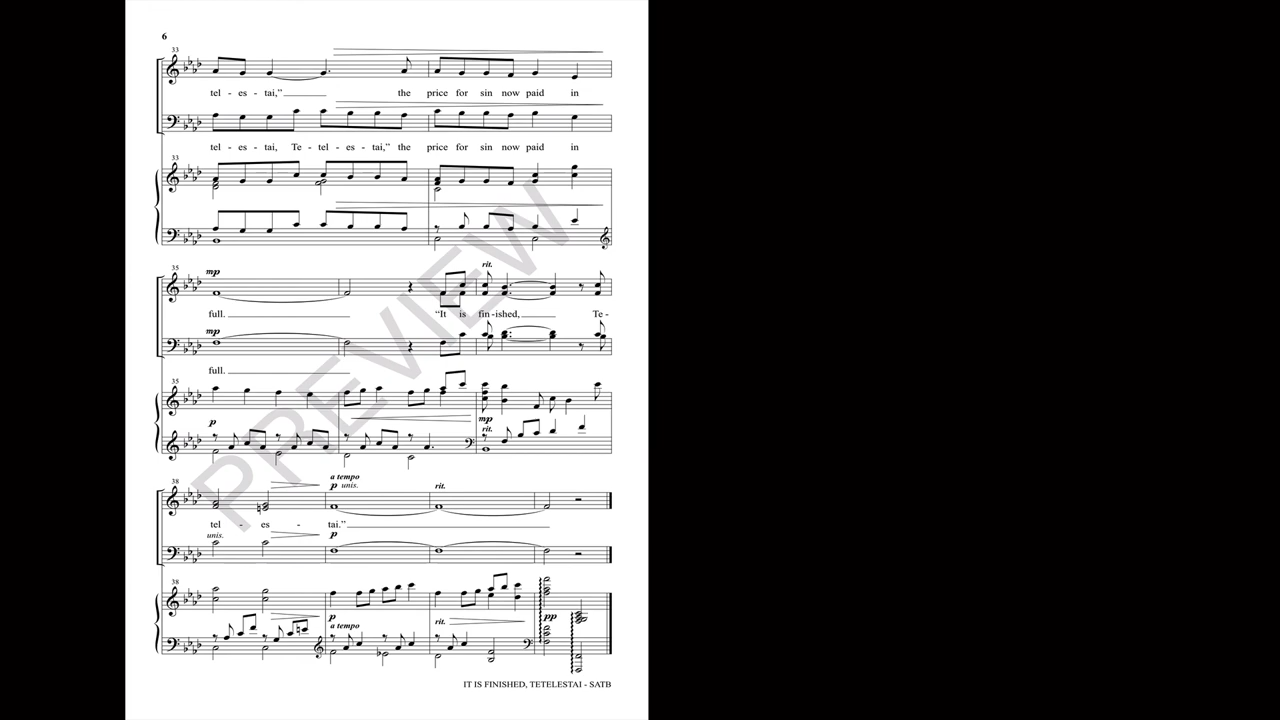 6
33
tel - es - tai,”
the price for sin now paid in
tel - es - tai, Te - tel - es - tai,” the price for sin now paid in
33
35
mp
rit.
full.
“It is fin - ished,
Te -
mp
full.
35
p
mp
rit.
38
a tempo
p unis.
rit.
tel - es - tai.”
unis.
p
38
p
a tempo
rit.
pp
PREVIEW
IT IS FINISHED, TETELESTAI - SATB